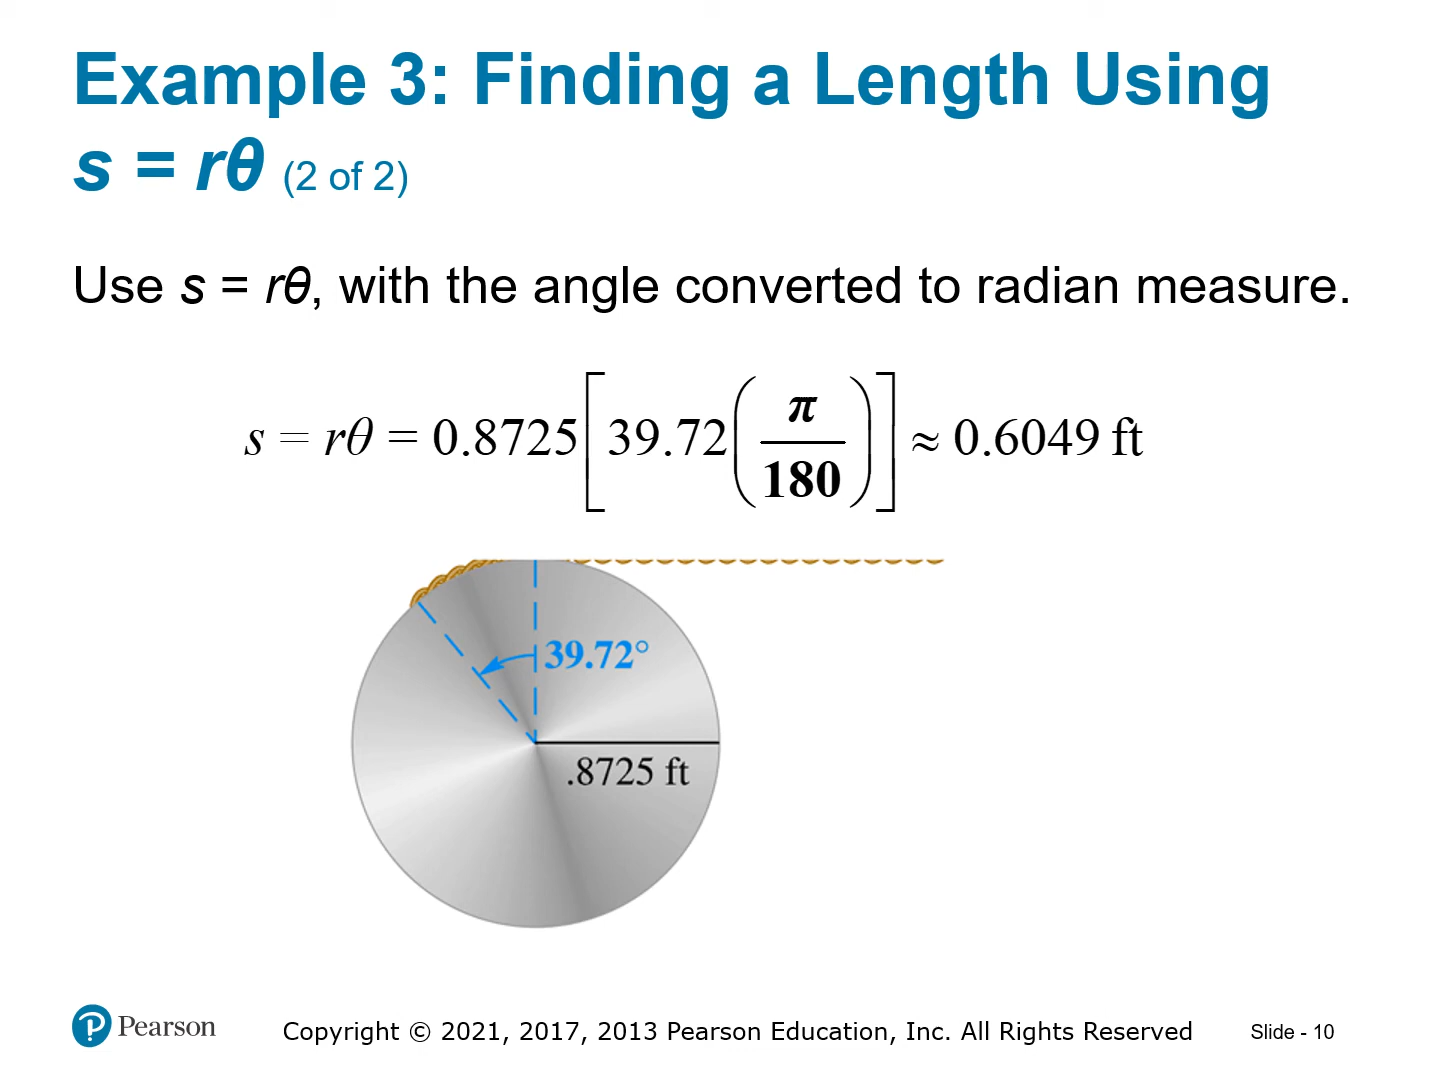 Example 3: Finding a Length Using
s = rθ (2 of 2)
Use s = rθ, with the angle converted to radian measure.
s = rθ = 0.8725[39.72(π/180)] ≈ 0.6049 ft
39.72°
.8725 ft
Pearson
Copyright © 2021, 2017, 2013 Pearson Education, Inc. All Rights Reserved
Slide - 10